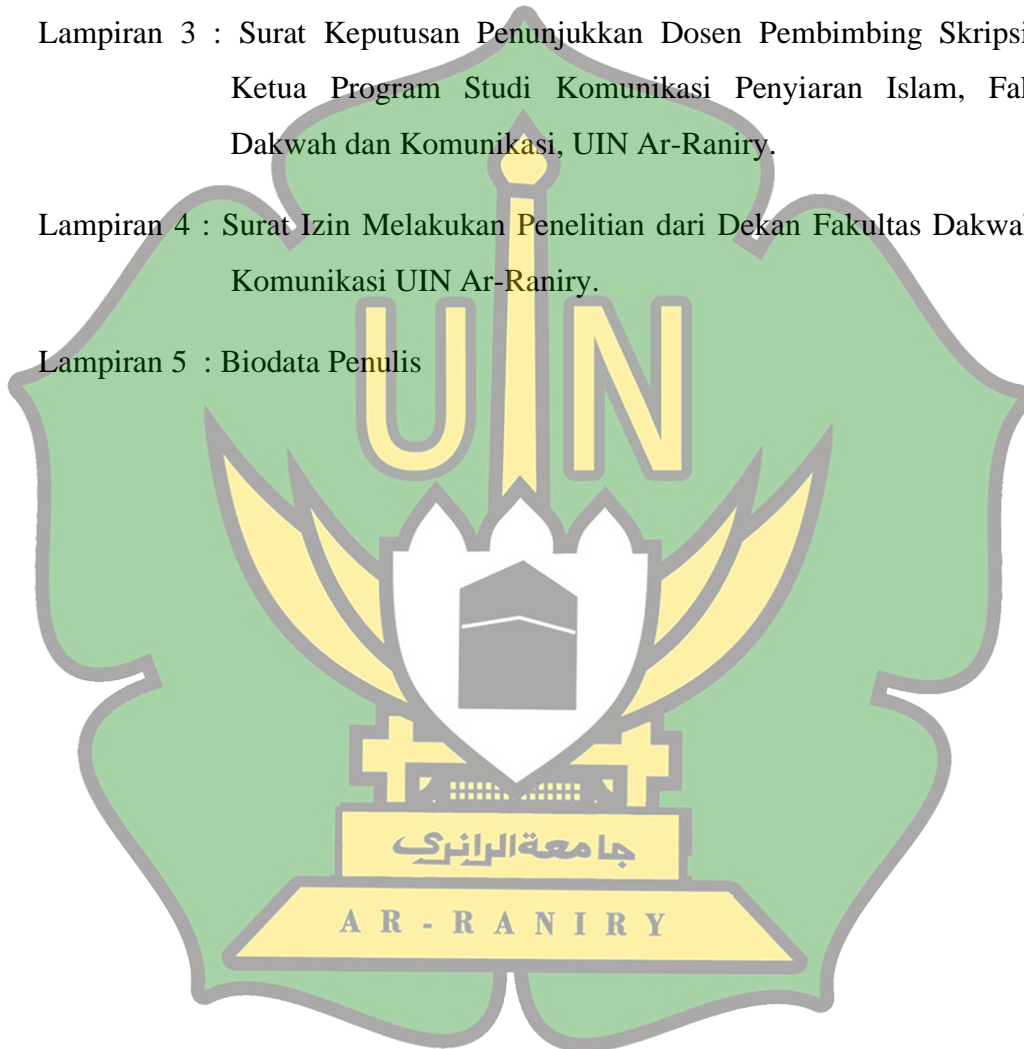 Lampiran 3 : Surat Keputusan Penunjukkan Dosen Pembimbing Skripsi
Ketua Program Studi Komunikasi Penyiaran Islam, Fal
Dakwah dan Komunikasi, UIN Ar-Raniry.
Lampiran 4 : Surat Izin Melakukan Penelitian dari Dekan Fakultas Dakwa
Komunikasi UIN Ar-Raniry.
Lampiran 5 : Biodata Penulis
UIN
جامعة الرانري
AR-RANIRY